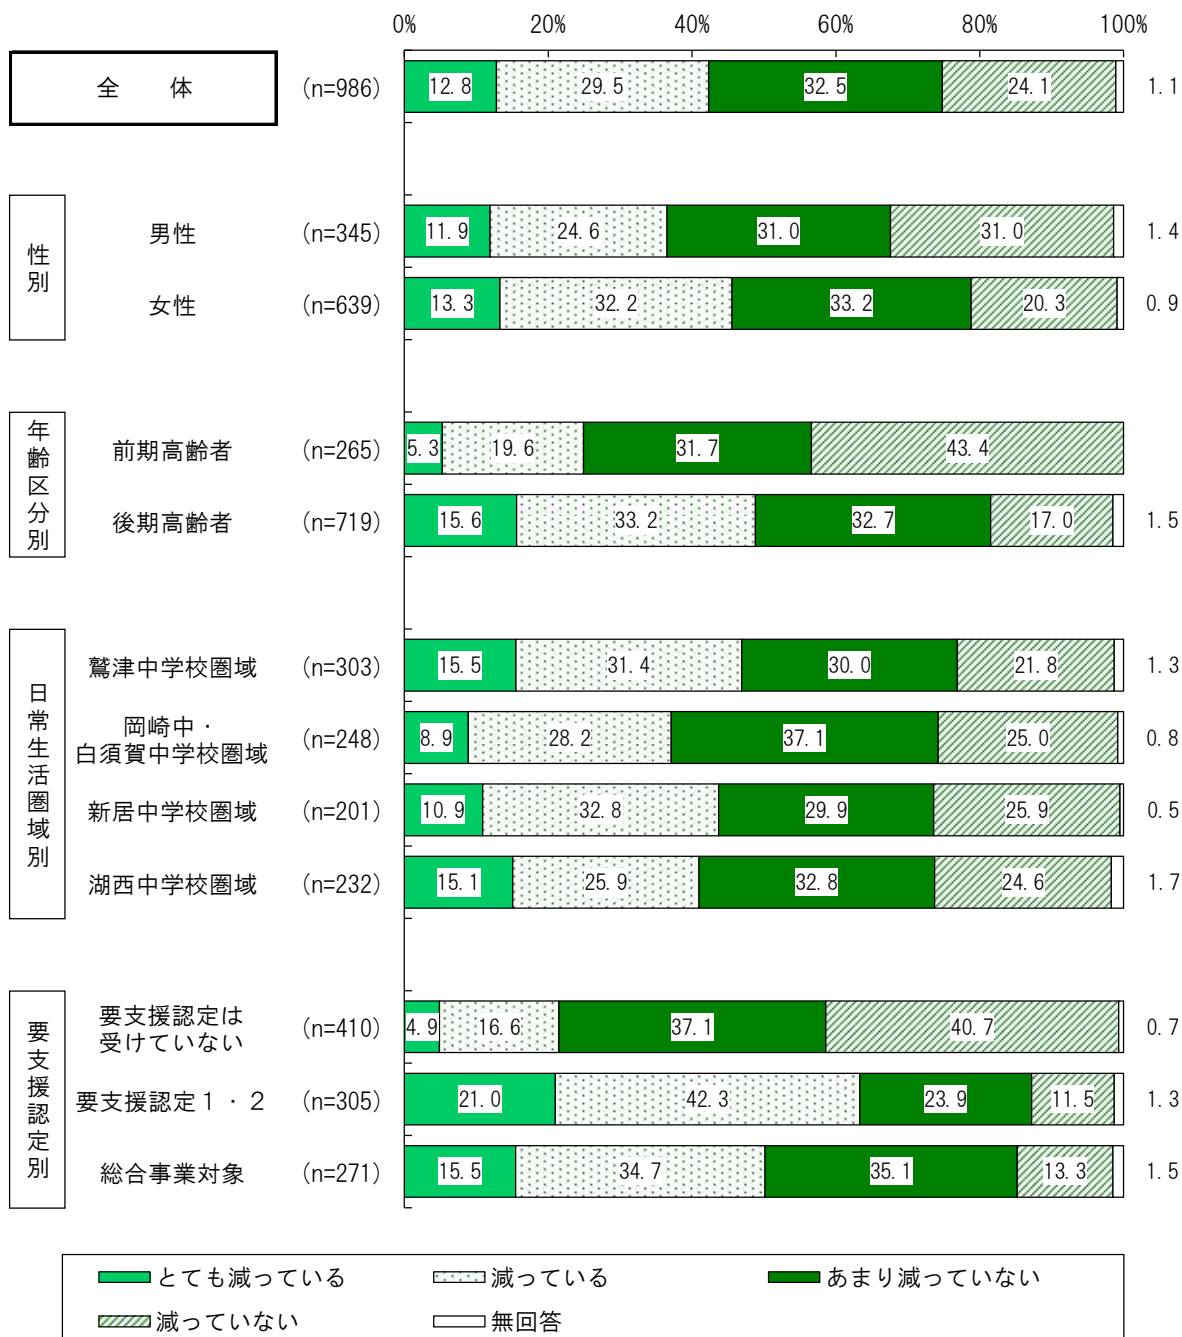 0% 20% 40% 60% 80% 100%
全 体 (n=986) 12.8 29.5 32.5 24.1 1.1
性別
男性 (n=345) 11.9 24.6 31.0 31.0 1.4
女性 (n=639) 13.3 32.2 33.2 20.3 0.9
年齢区分別
前期高齢者 (n=265) 5.3 19.6 31.7 43.4
後期高齢者 (n=719) 15.6 33.2 32.7 17.0 1.5
日常生活圏域別
鷲津中学校圏域 (n=303) 15.5 31.4 30.0 21.8 1.3
岡崎中・
白須賀中学校圏域 (n=248) 8.9 28.2 37.1 25.0 0.8
新居中学校圏域 (n=201) 10.9 32.8 29.9 25.9 0.5
湖西中学校圏域 (n=232) 15.1 25.9 32.8 24.6 1.7
要支援認定別
要支援認定は
受けていない (n=410) 4.9 16.6 37.1 40.7 0.7
要支援認定1・2 (n=305) 21.0 42.3 23.9 11.5 1.3
総合事業対象 (n=271) 15.5 34.7 35.1 13.3 1.5
とても減っている 減っている あまり減っていない
減っていない 無回答